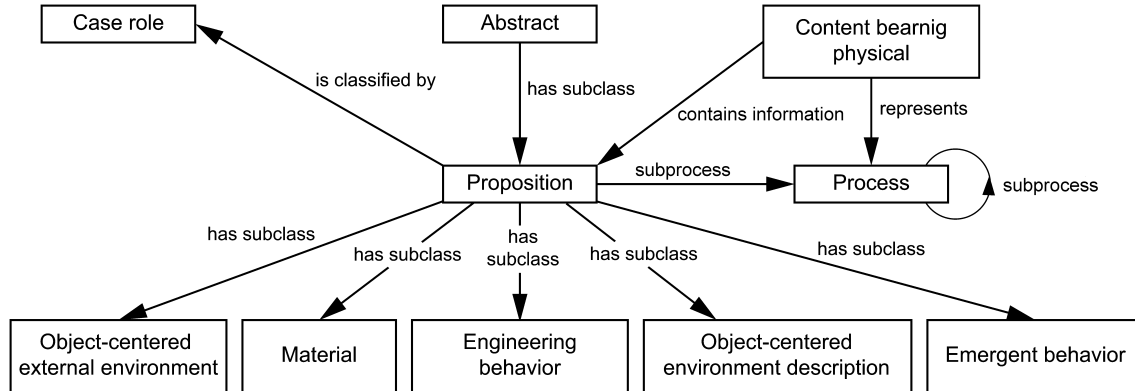 Case role
Abstract
Content bearnig
physical
is classified by
has subclass
contains information
represents
Proposition
subprocess
Process
subprocess
has subclass
has subclass
has
subclass
has subclass
has subclass
Object-centered
external environment
Material
Engineering
behavior
Object-centered
environment description
Emergent behavior